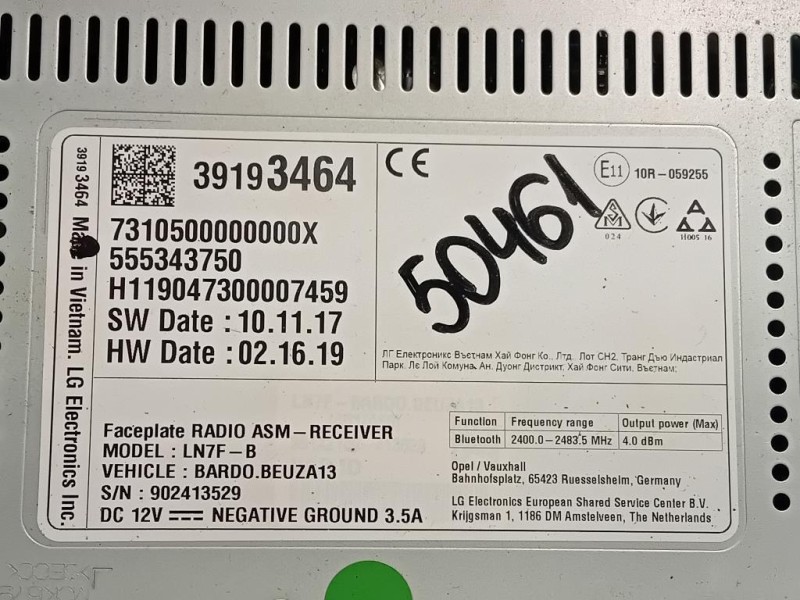 39193464
7310500000000X
555343750
H119047300007459
SW Date : 10.11.17
HW Date : 02.16.19
39193464 Made in Vietnam. LG Electronics Inc.
CE
50461
E11 10R-059255
024
ЛГ Електроникс Въетнам Хай Фонг Ко., Лтд., Лот СН2, Транг Дъю Индастриал
Парк, Ле Лой Комуна, Ан, Дуонг Дистрикт, Хай Фонг Сити, Вьетнам;
Faceplate RADIO ASM-RECEIVER
MODEL : LN7F-B
VEHICLE : BARDO.BEUZA13
S/N : 902413529
DC 12V NEGATIVE GROUND 3.5A
Function Frequency range Output power (Max)
Bluetooth 2400.0-2483.5 MHz 4.0 dBm
Opel / Vauxhall
Bahnhofsplatz, 65423 Ruesselsheim, Germany
LG Electronics European Shared Service Center B.V.
Krijgsman 1, 1186 DM Amstelveen, The Netherlands